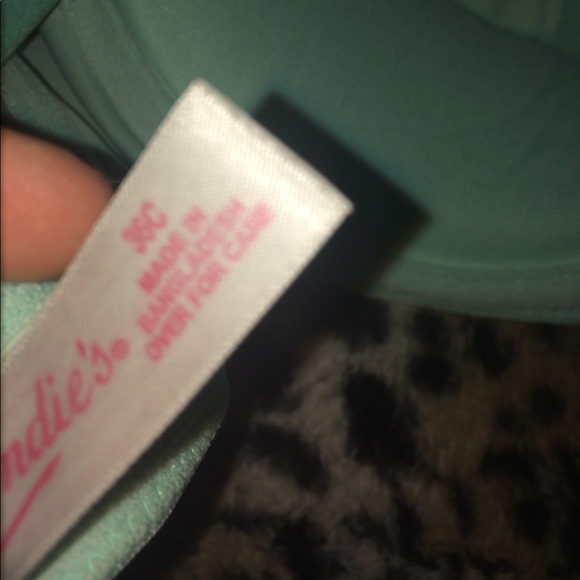 36C
MADE IN
BANGLADESH
OVER FOR CARE
ndie's®